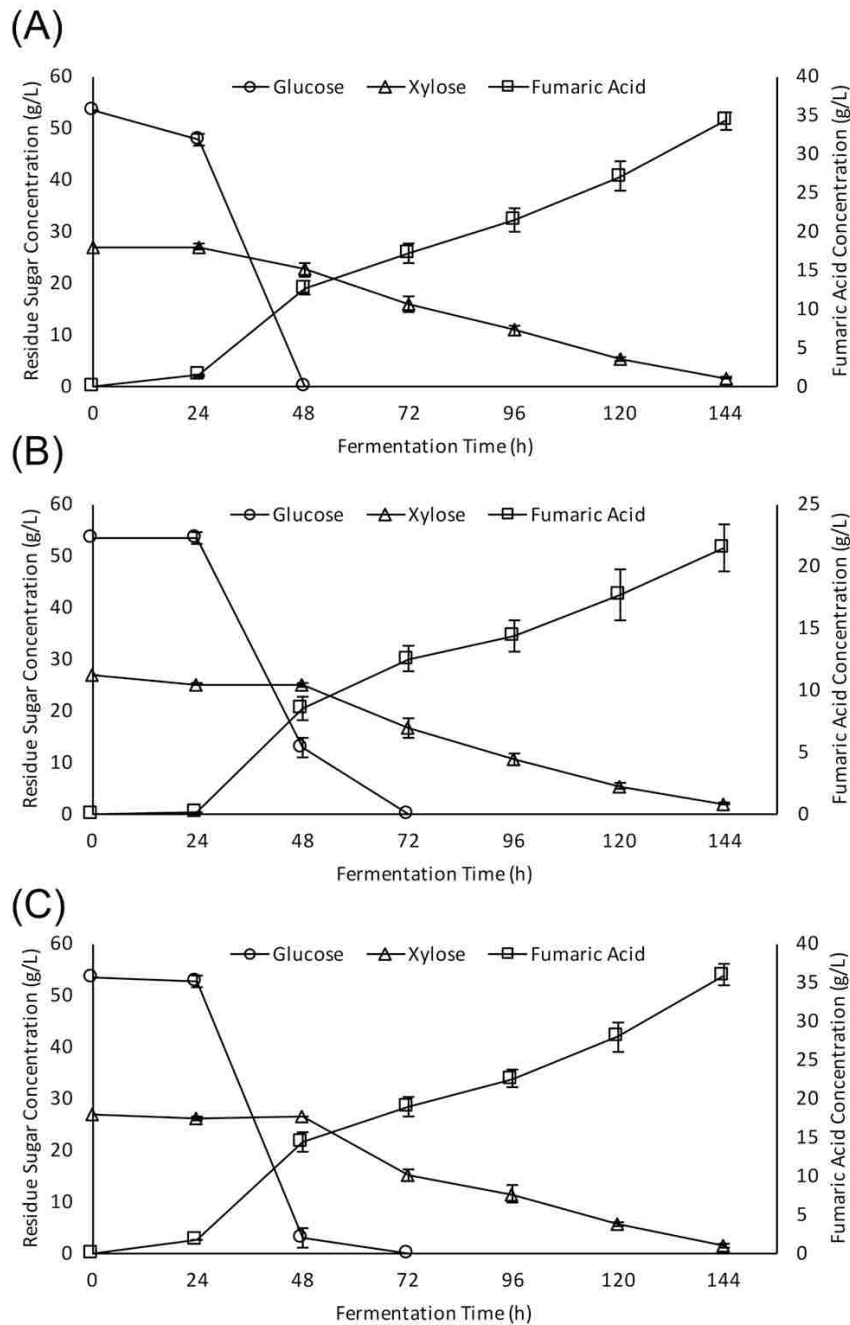 (A)
Glucose Xylose Fumaric Acid
Residue Sugar Concentration (g/L)
60
50
40
30
20
10
0
Fumaric Acid Concentration (g/L)
40
35
30
25
20
15
10
5
0
0 24 48 72 96 120 144
Fermentation Time (h)
(B)
Glucose Xylose Fumaric Acid
Residue Sugar Concentration (g/L)
60
50
40
30
20
10
0
Fumaric Acid Concentration (g/L)
25
20
15
10
5
0
0 24 48 72 96 120 144
Fermentation Time (h)
(C)
Glucose Xylose Fumaric Acid
Residue Sugar Concentration (g/L)
60
50
40
30
20
10
0
Fumaric Acid Concentration (g/L)
40
35
30
25
20
15
10
5
0
0 24 48 72 96 120 144
Fermentation Time (h)